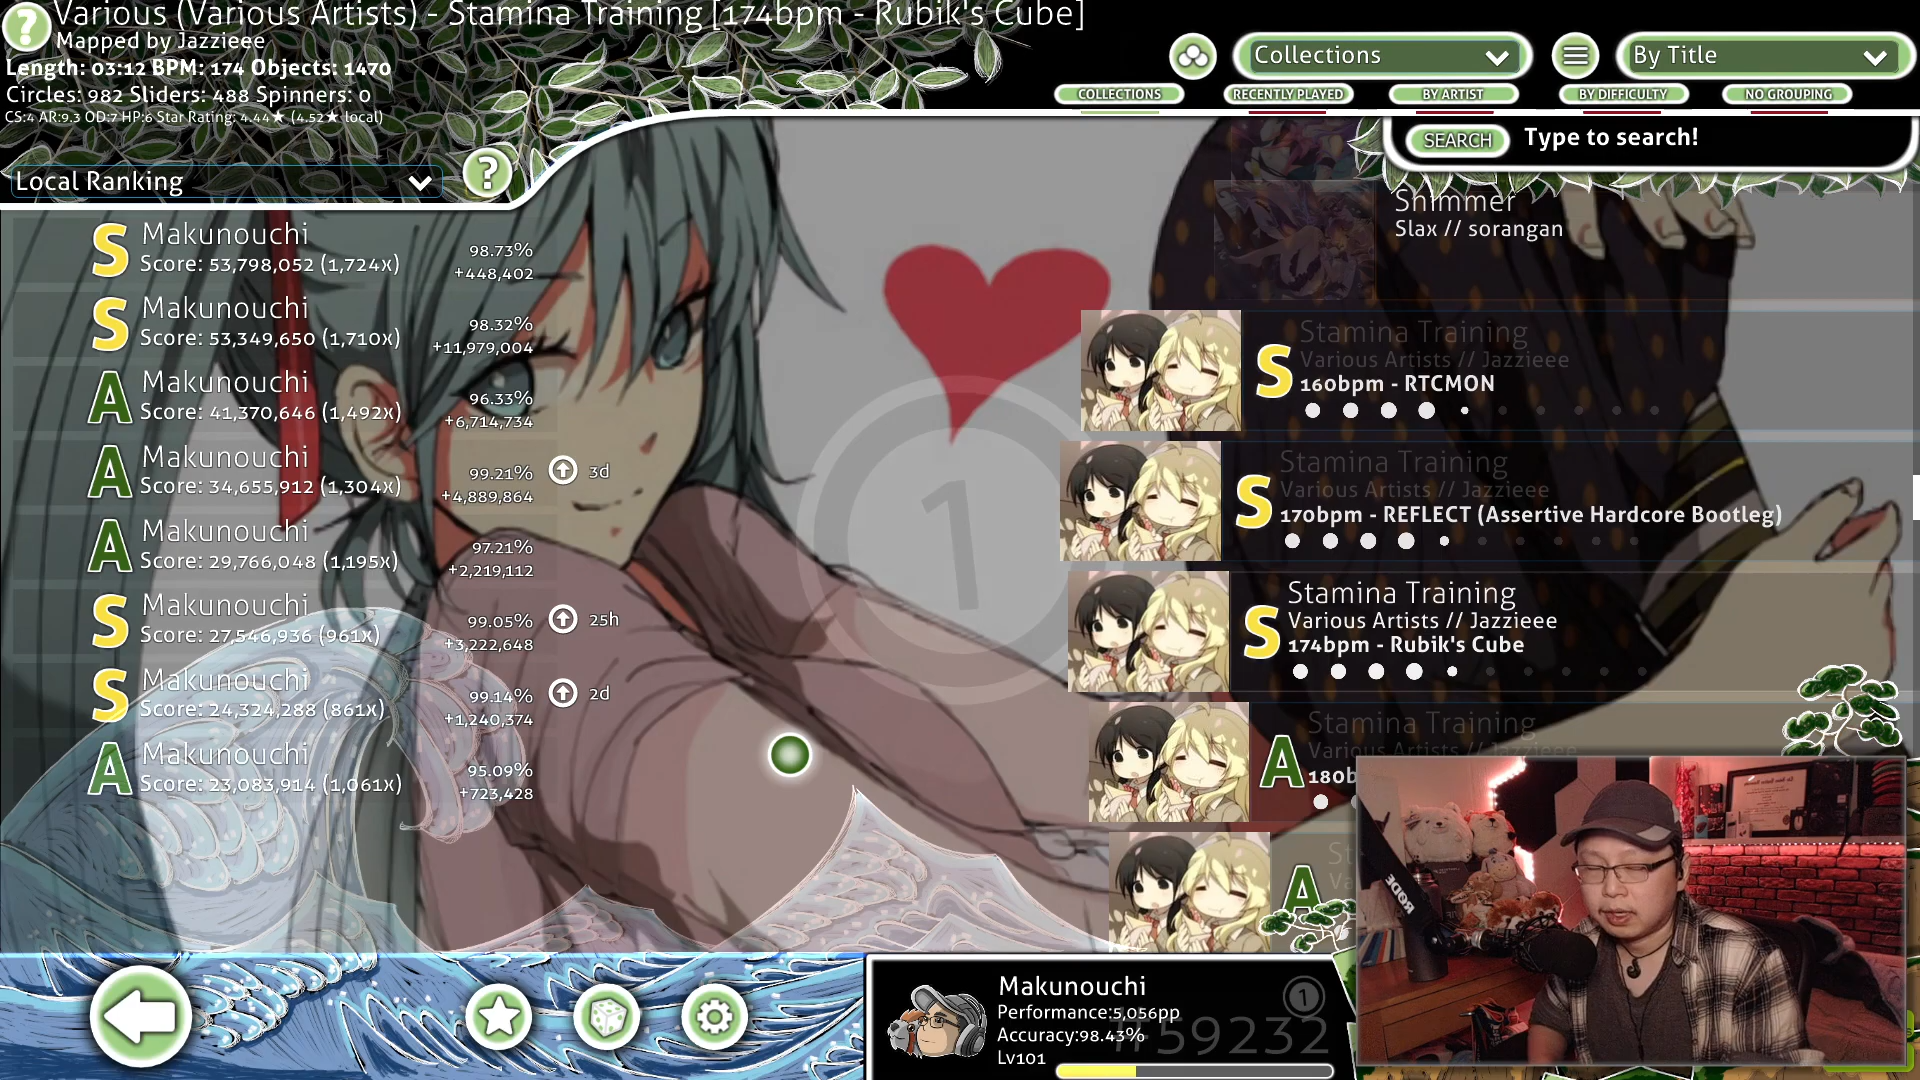 Various (Various Artists) - Stamina Training [174bpm - Rubik's Cube]
Mapped by Jazzieee
Length: 03:12 BPM: 174 Objects: 1470
Circles: 982 Sliders: 488 Spinners: 0
CS:4 AR:9.3 OD:7 HP:6 Star Rating: 4.44★ (4.52★ local)
Collections
By Title
COLLECTIONS
RECENTLY PLAYED
BY ARTIST
BY DIFFICULTY
NO GROUPING
SEARCH
Type to search!
Local Ranking
?
?
S Makunouchi
Score: 53,798,052 (1,724x)
98.73%
+448,402
S Makunouchi
Score: 53,349,650 (1,710x)
98.32%
+11,979,004
A Makunouchi
Score: 41,370,646 (1,492x)
96.33%
+6,714,734
A Makunouchi
Score: 34,655,912 (1,304x)
99.21%
+4,889,864
3d
A Makunouchi
Score: 29,766,048 (1,195x)
97.21%
+2,219,112
S Makunouchi
Score: 27,546,936 (961x)
99.05%
+3,222,648
25h
S Makunouchi
Score: 24,324,288 (861x)
99.14%
+1,240,374
2d
A Makunouchi
Score: 23,083,914 (1,061x)
95.09%
+723,428
1
Shimmer
Slax // sorangan
S
Stamina Training
Various Artists // Jazzieee
160bpm - RTCMON
S
Stamina Training
Various Artists // Jazzieee
170bpm - REFLECT (Assertive Hardcore Bootleg)
S
Stamina Training
Various Artists // Jazzieee
174bpm - Rubik's Cube
A
Stamina Training
Various Artists // Jazzieee
180b
A
St
Va
RØDE
Makunouchi
Performance:5,056pp
Accuracy:98.43%
Lv101
#59232
1